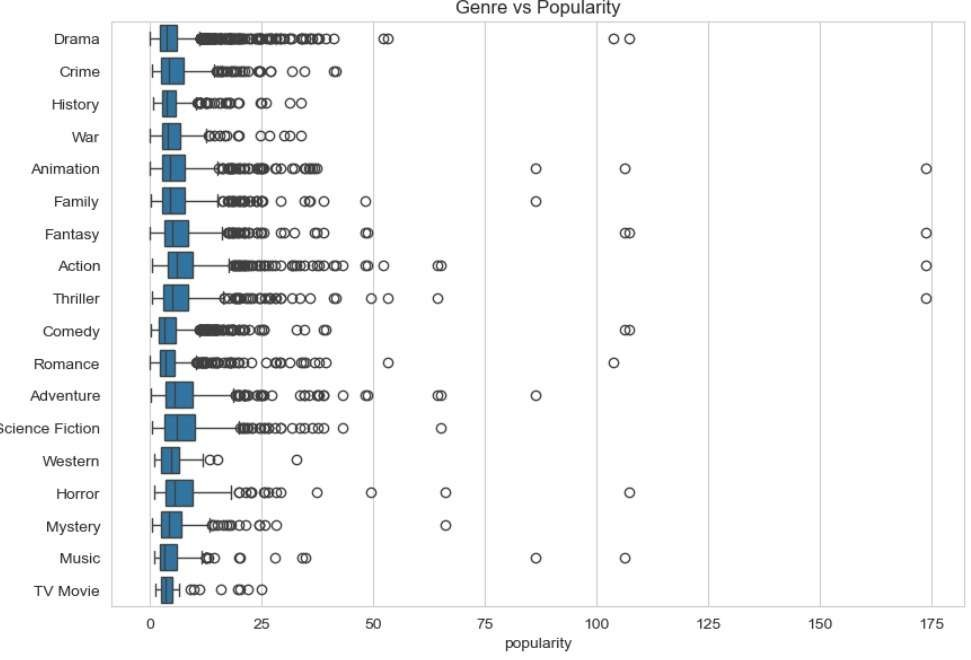 Genre vs Popularity
Drama
Crime
History
War
Animation
Family
Fantasy
Action
Thriller
Comedy
Romance
Adventure
Science Fiction
Western
Horror
Mystery
Music
TV Movie
0 25 50 75 100 125 150 175
popularity